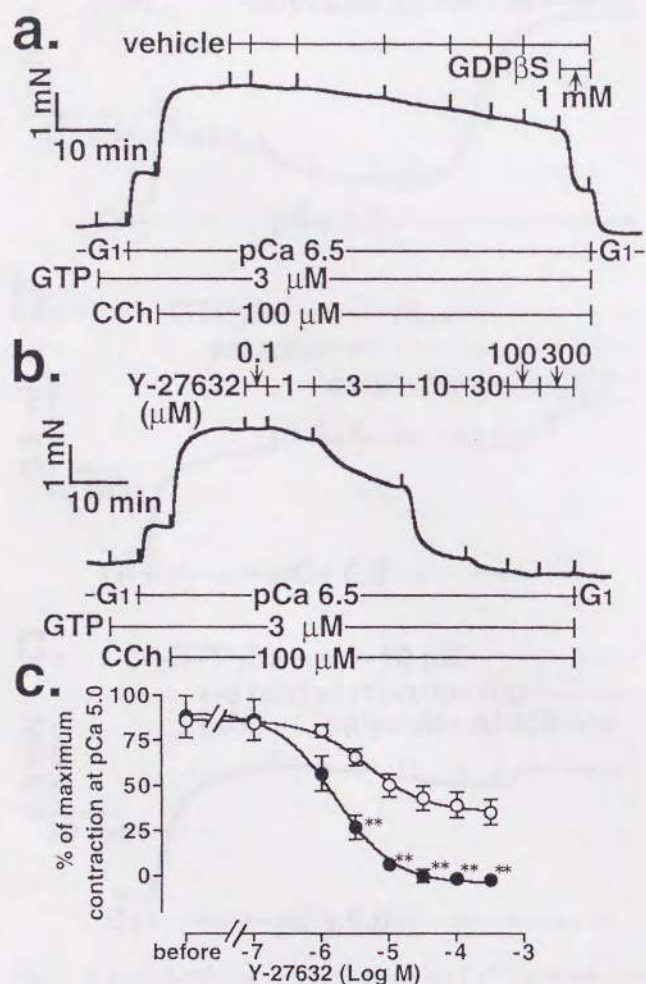 a.
vehicle
GDPβS
1 mM
1 mN
10 min
G1 pCa 6.5 G1
GTP 3 μM
CCh 100 μM
b.
0.1 100 300
Y-27632 1 3 10 30
(μM)
1 mN
10 min
G1 pCa 6.5 G1
GTP 3 μM
CCh 100 μM
c.
% of maximum
contraction at pCa 5.0
100
75
50
25
0
** ** ** ** **
before -7 -6 -5 -4 -3
Y-27632 (Log M)